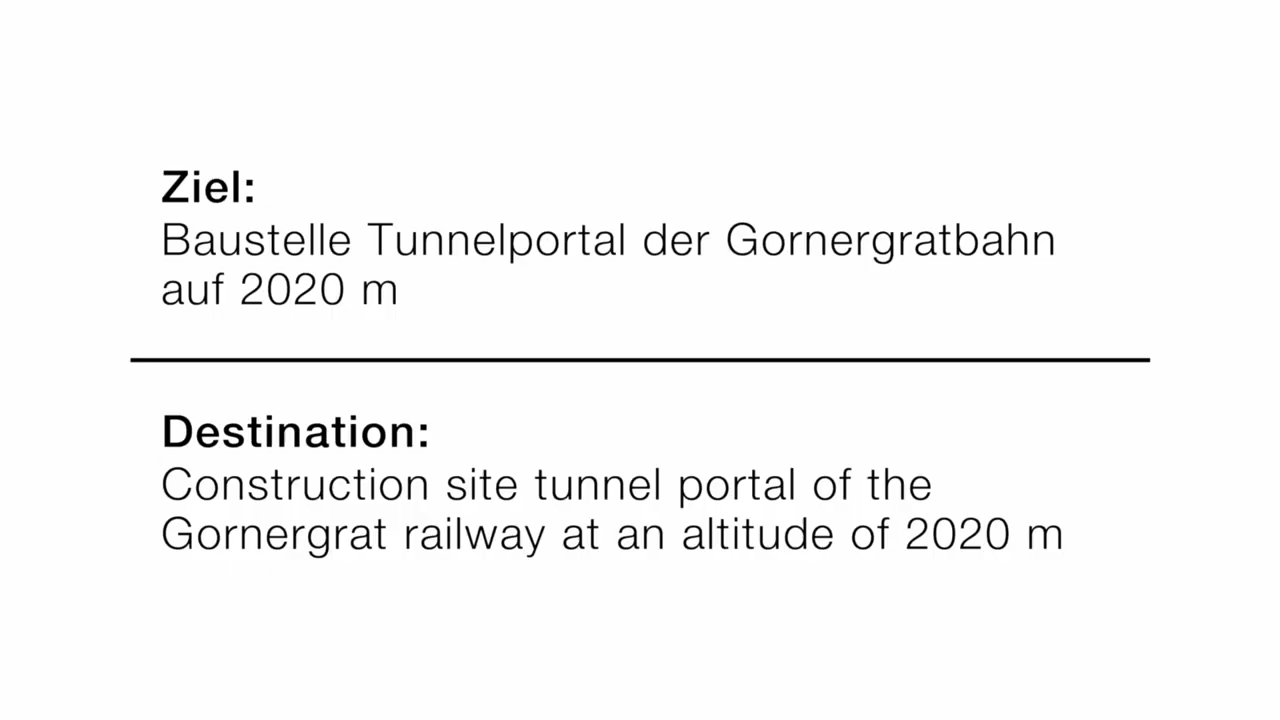 Ziel:
Baustelle Tunnelportal der Gornergratbahn
auf 2020 m
Destination:
Construction site tunnel portal of the
Gornergrat railway at an altitude of 2020 m